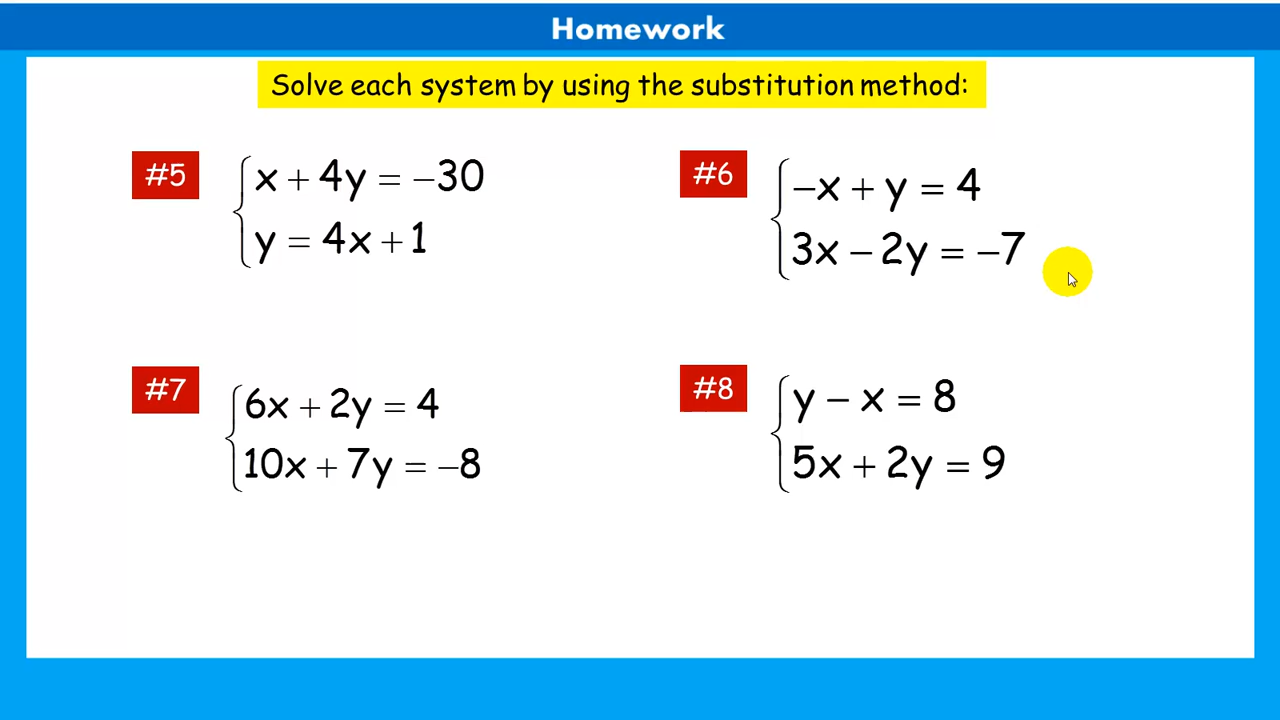 Homework
Solve each system by using the substitution method:
#5
x + 4y = −30
y = 4x + 1
#6
−x + y = 4
3x − 2y = −7
#7
6x + 2y = 4
10x + 7y = −8
#8
y − x = 8
5x + 2y = 9